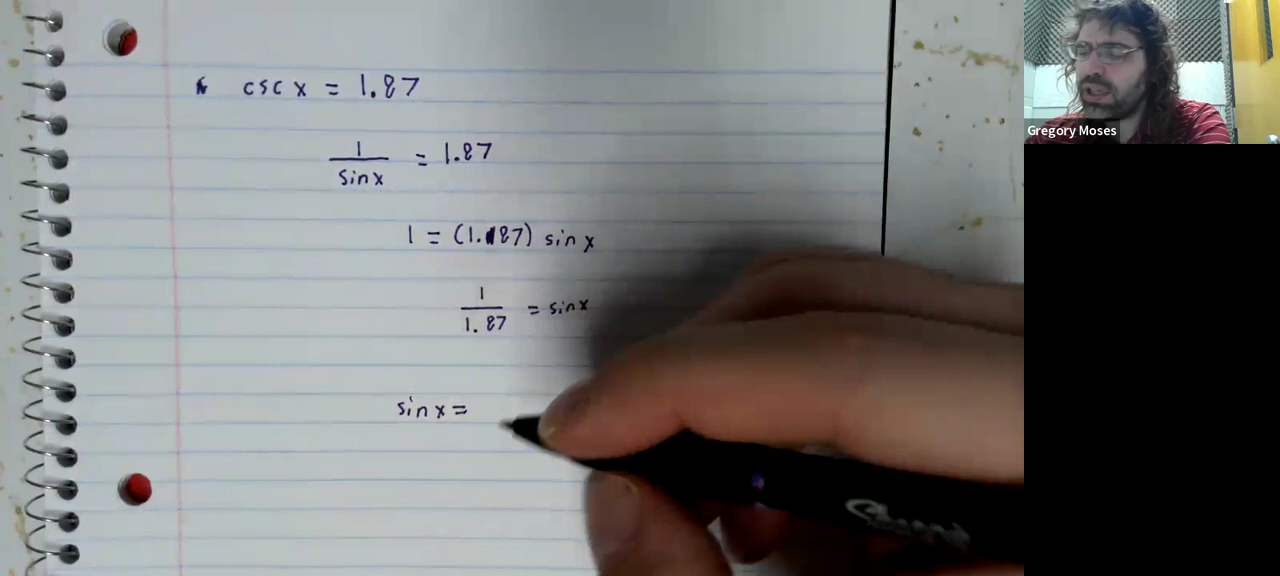 csc x = 1.87
1 / sin x = 1.87
1 = (1.87) sin x
1 / 1.87 = sin x
sin x =
Gregory Moses